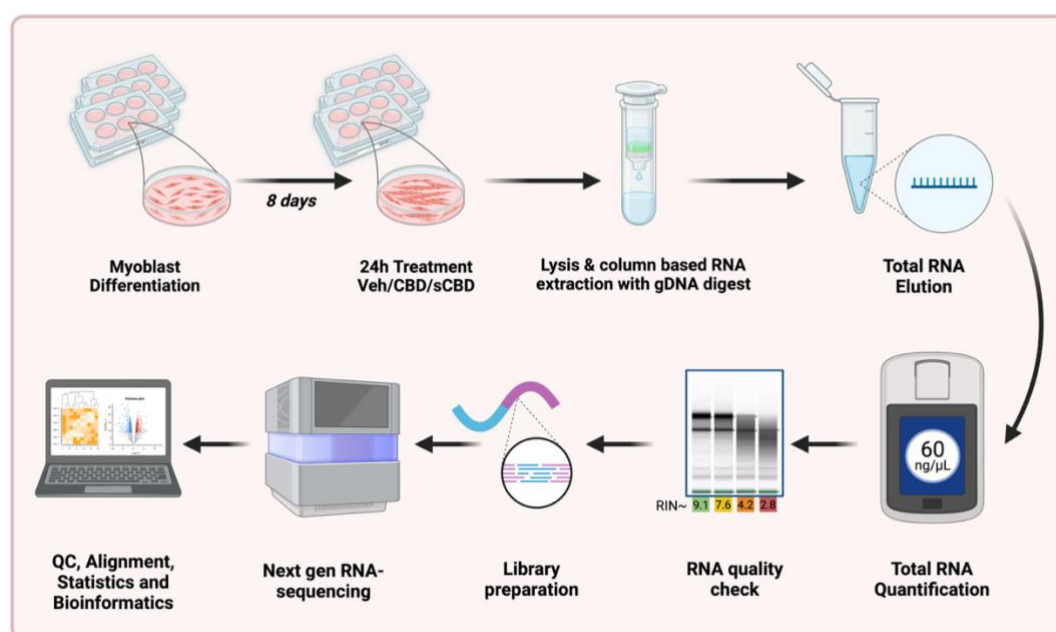 8 days
Myoblast
Differentiation
24h Treatment
Veh/CBD/sCBD
Lysis & column based RNA
extraction with gDNA digest
Total RNA
Elution
60
ng/µL
Total RNA
Quantification
RIN~ 9.1 7.6 4.2 2.8
RNA quality
check
Library
preparation
Next gen RNA-
sequencing
QC, Alignment,
Statistics and
Bioinformatics